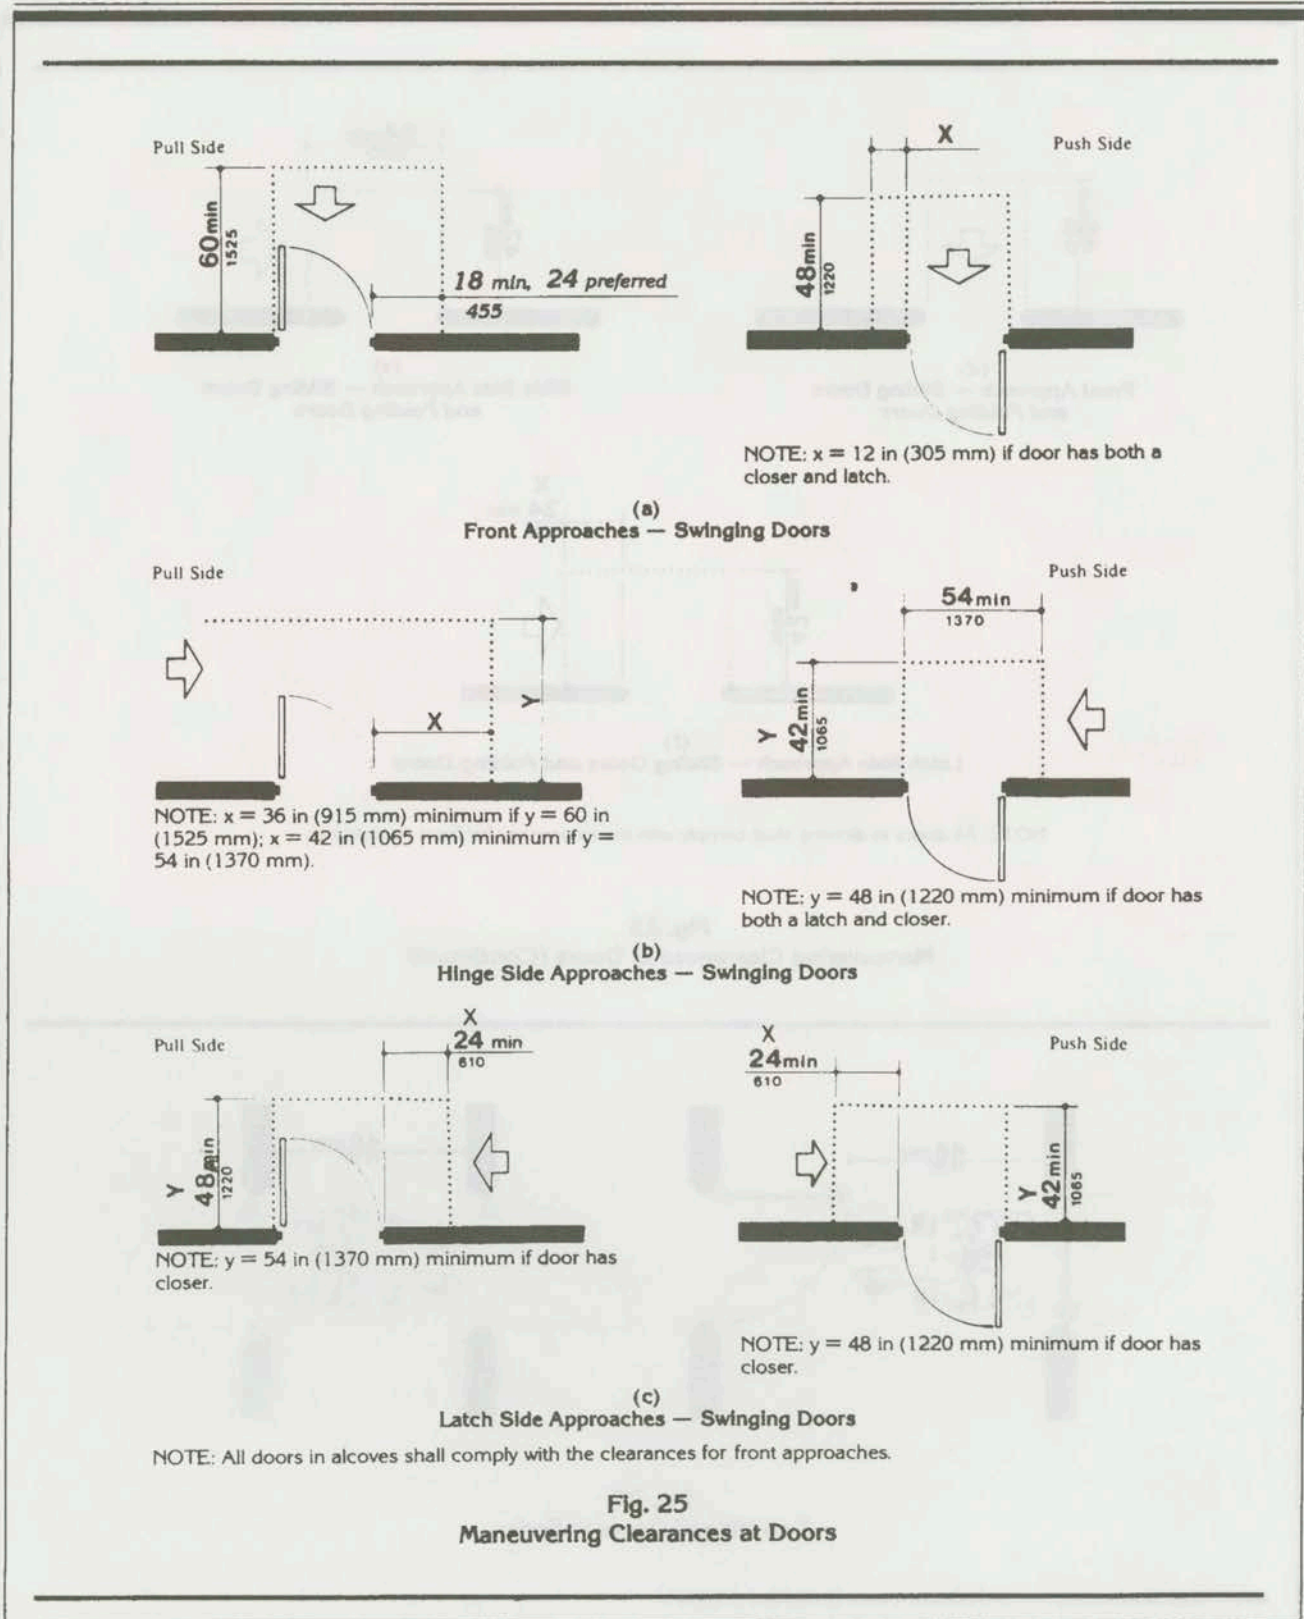 Pull Side
60min
1525
18 min, 24 preferred
455
X
Push Side
48min
1220
NOTE: x = 12 in (305 mm) if door has both a
closer and latch.
(a)
Front Approaches — Swinging Doors
Pull Side
X
Y
NOTE: x = 36 in (915 mm) minimum if y = 60 in
(1525 mm); x = 42 in (1065 mm) minimum if y =
54 in (1370 mm).
Push Side
54min
1370
Y
42min
1065
NOTE: y = 48 in (1220 mm) minimum if door has
both a latch and closer.
(b)
Hinge Side Approaches — Swinging Doors
Pull Side
X
24 min
610
Y
48min
1220
NOTE: y = 54 in (1370 mm) minimum if door has
closer.
X
24min
610
Push Side
Y
42min
1065
NOTE: y = 48 in (1220 mm) minimum if door has
closer.
(c)
Latch Side Approaches — Swinging Doors
NOTE: All doors in alcoves shall comply with the clearances for front approaches.
Fig. 25
Maneuvering Clearances at Doors